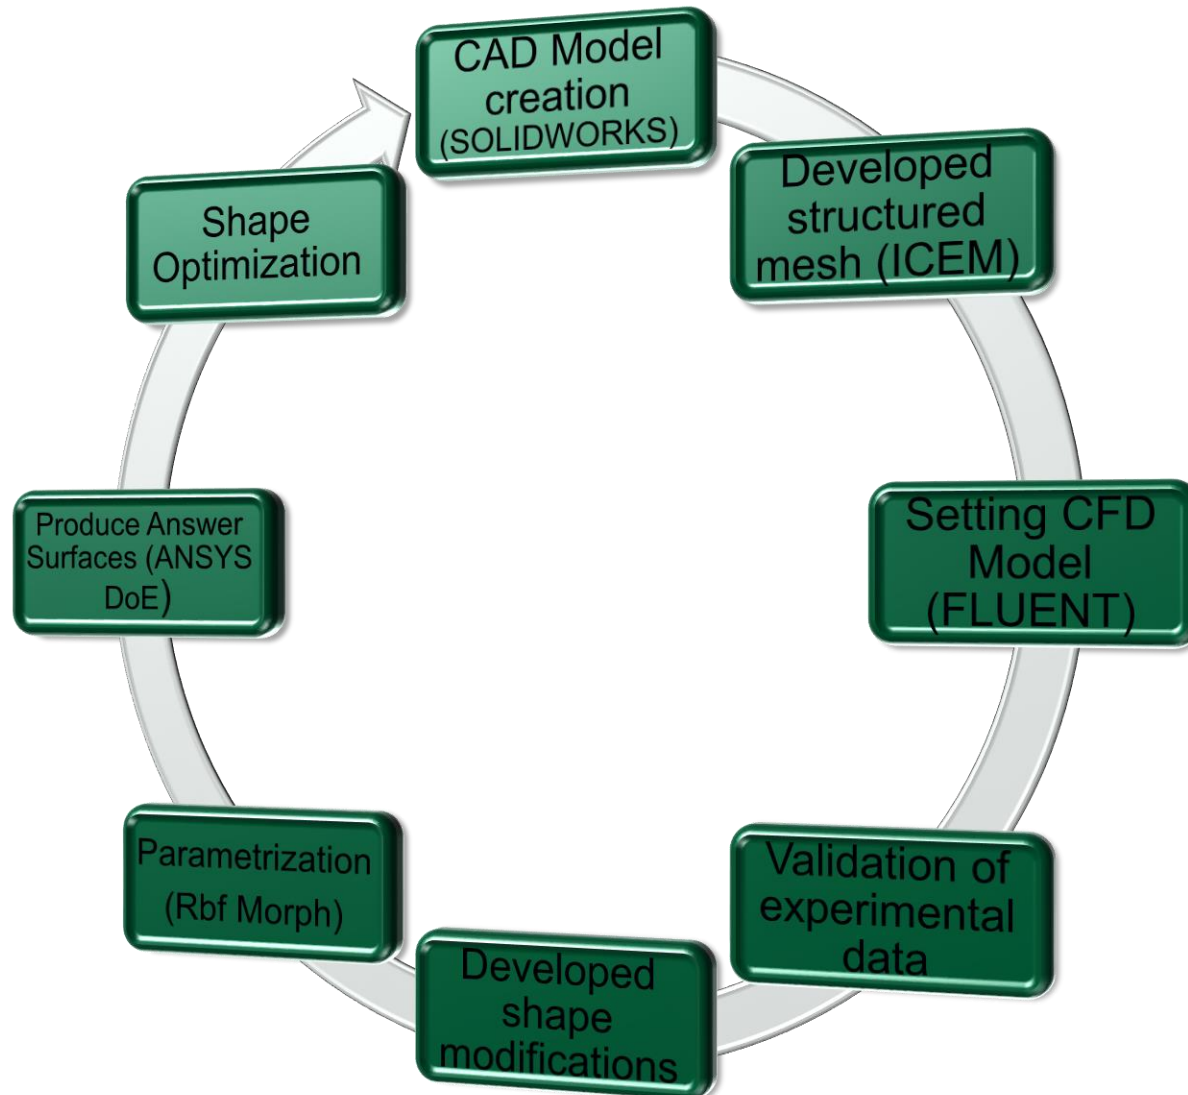 CAD Model
creation
(SOLIDWORKS)
Developed
structured
mesh (ICEM)
Setting CFD
Model
(FLUENT)
Validation of
experimental
data
Developed
shape
modifications
Parametrization
(Rbf Morph)
Produce Answer
Surfaces (ANSYS
DoE)
Shape
Optimization